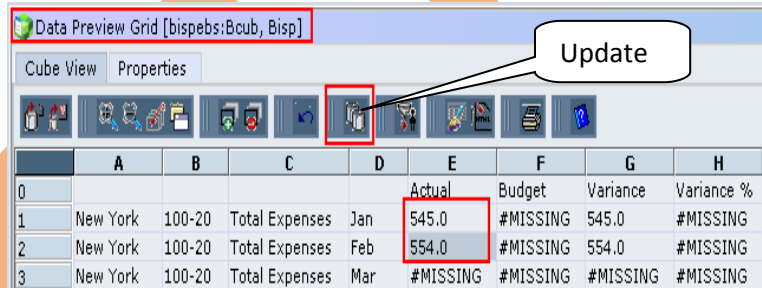 Data Preview Grid [bispebs:Bcub, Bisp]
Update
Cube View Properties
A B C D E F G H
0 Actual Budget Variance Variance %
1 New York 100-20 Total Expenses Jan 545.0 #MISSING 545.0 #MISSING
2 New York 100-20 Total Expenses Feb 554.0 #MISSING 554.0 #MISSING
3 New York 100-20 Total Expenses Mar #MISSING #MISSING #MISSING #MISSING